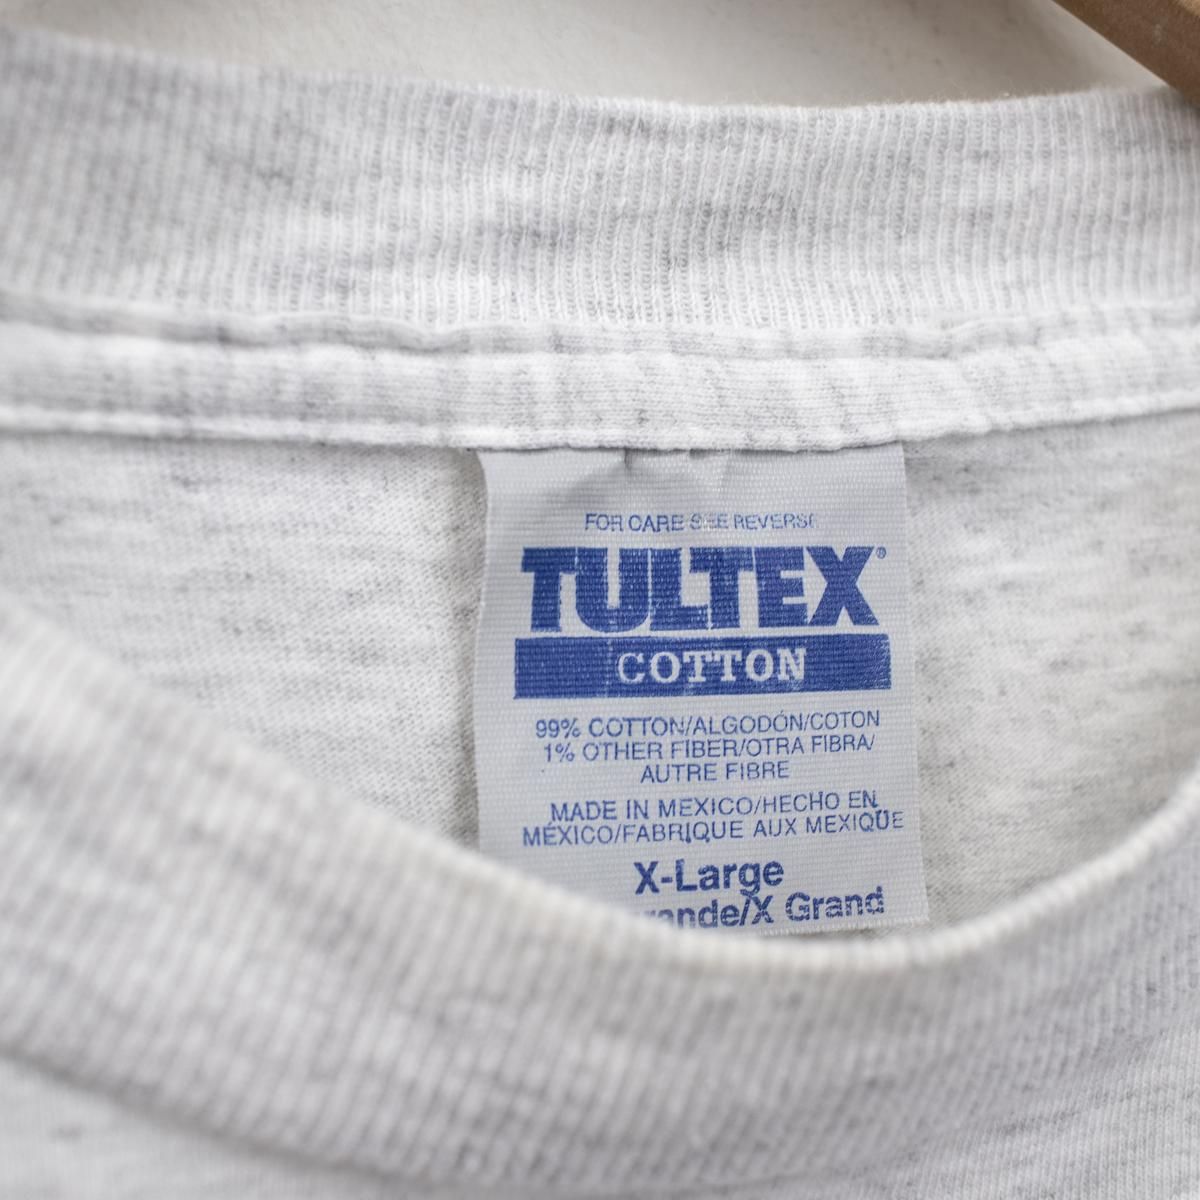 FOR CARE SEE REVERSE
TULTEX®
COTTON
99% COTTON/ALGODÓN/COTON
1% OTHER FIBER/OTRA FIBRA/
AUTRE FIBRE
MADE IN MEXICO/HECHO EN
MÉXICO/FABRIQUE AUX MEXIQUE
X-Large
X Grand